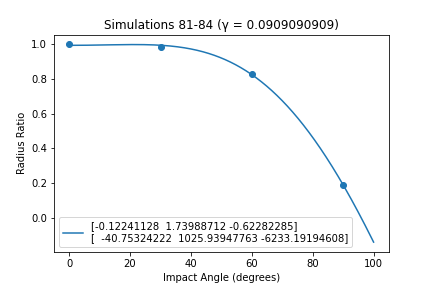 Simulations 81-84 (γ = 0.0909090909)
Radius Ratio
1.0
0.8
0.6
0.4
0.2
0.0
[-0.12241128  1.73988712 -0.62282285]
[  -40.75324222  1025.93947763 -6233.19194608]
0
20
40
60
80
100
Impact Angle (degrees)